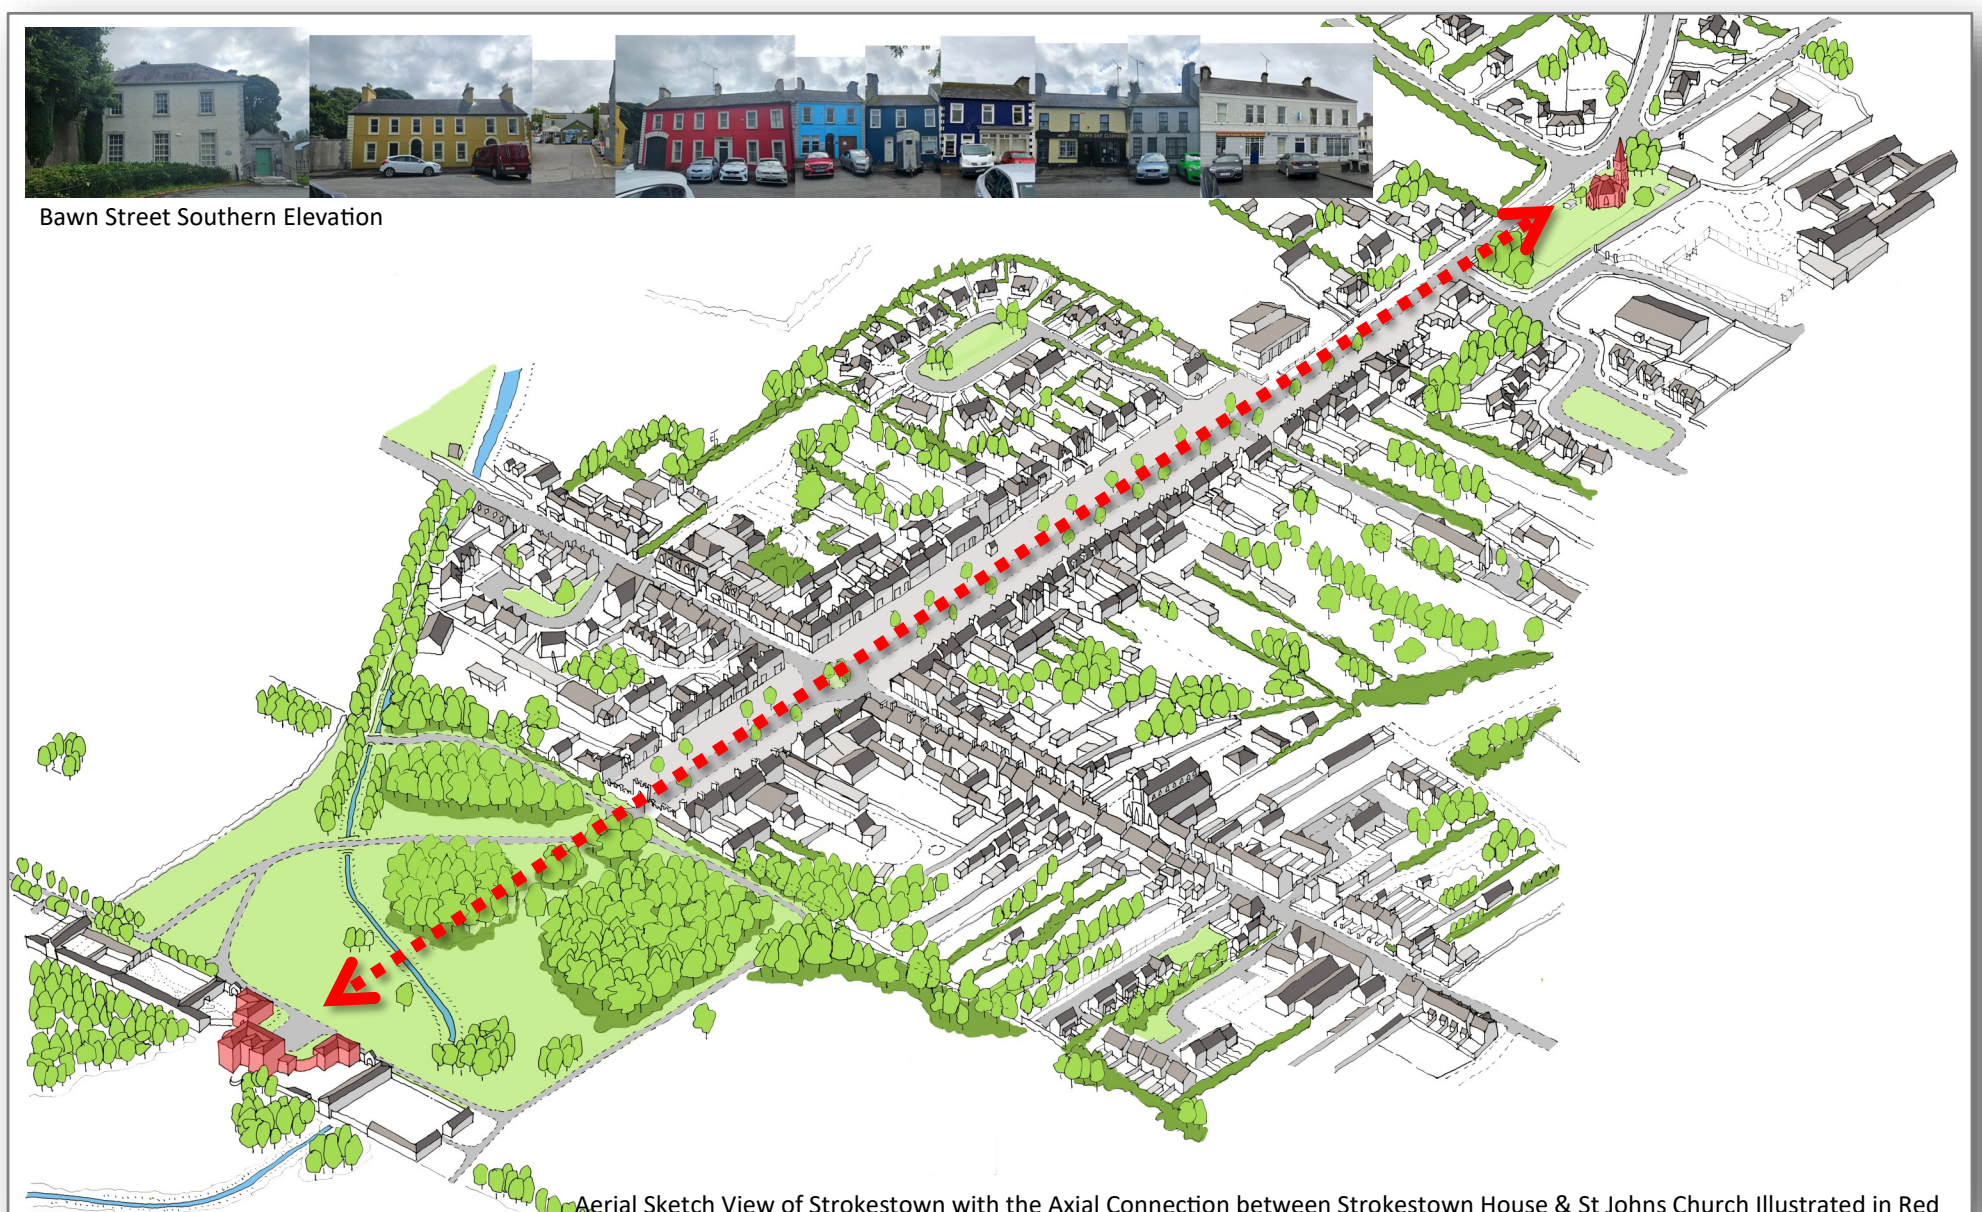 Bawn Street Southern Elevation
Aerial Sketch View of Strokestown with the Axial Connection between Strokestown House & St Johns Church Illustrated in Red